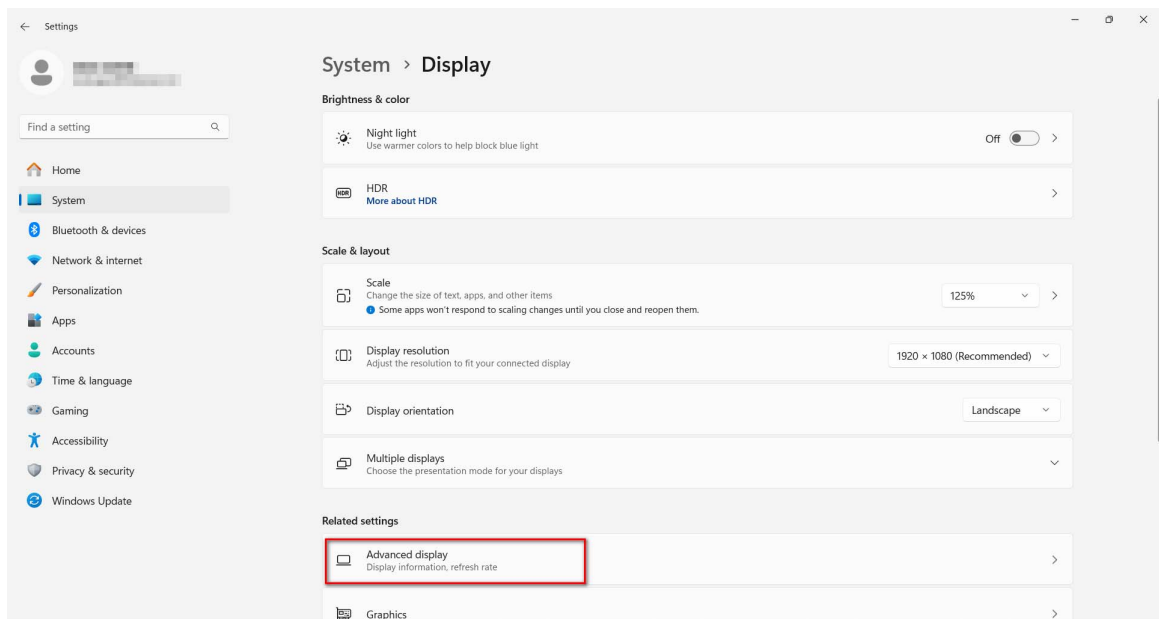 Settings
System > Display
Find a setting
Home
System
Bluetooth & devices
Network & internet
Personalization
Apps
Accounts
Time & language
Gaming
Accessibility
Privacy & security
Windows Update
Brightness & color
Night light
Use warmer colors to help block blue light
Off
HDR
HDR
More about HDR
Scale & layout
Scale
Change the size of text, apps, and other items
Some apps won't respond to scaling changes until you close and reopen them.
125%
Display resolution
Adjust the resolution to fit your connected display
1920 × 1080 (Recommended)
Display orientation
Landscape
Multiple displays
Choose the presentation mode for your displays
Related settings
Advanced display
Display information, refresh rate
Graphics